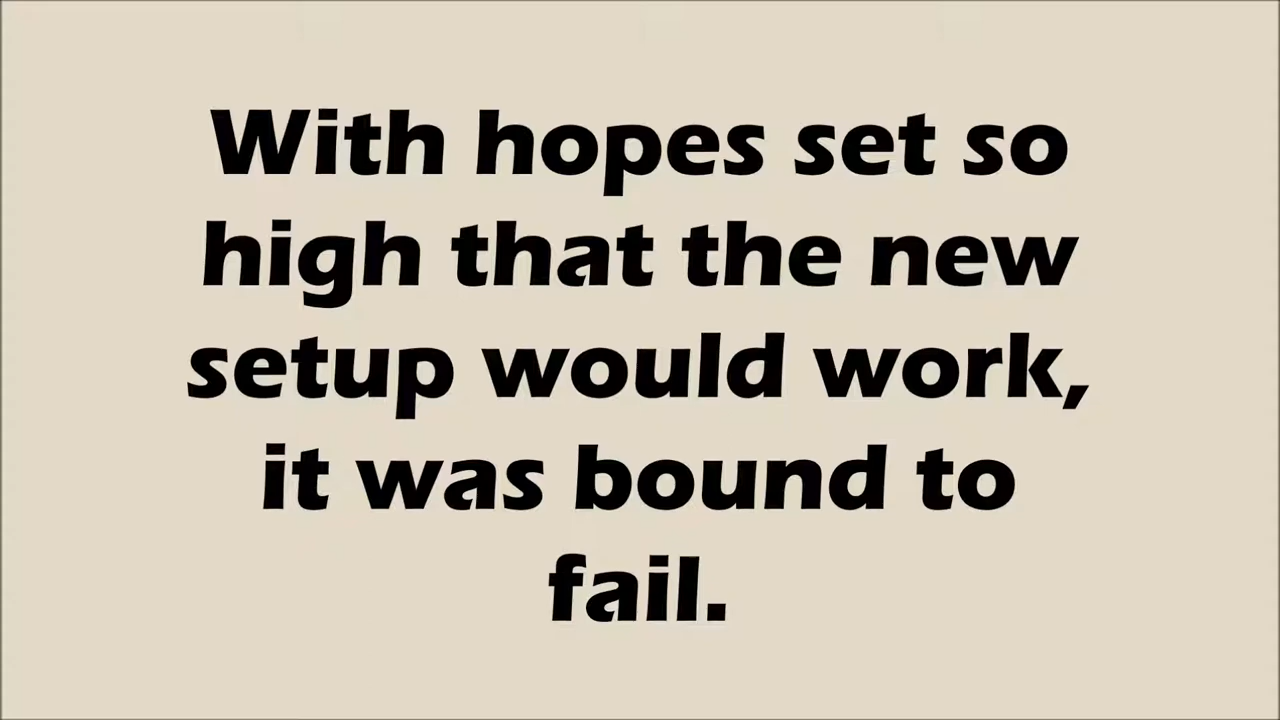 With hopes set so
high that the new
setup would work,
it was bound to
fail.